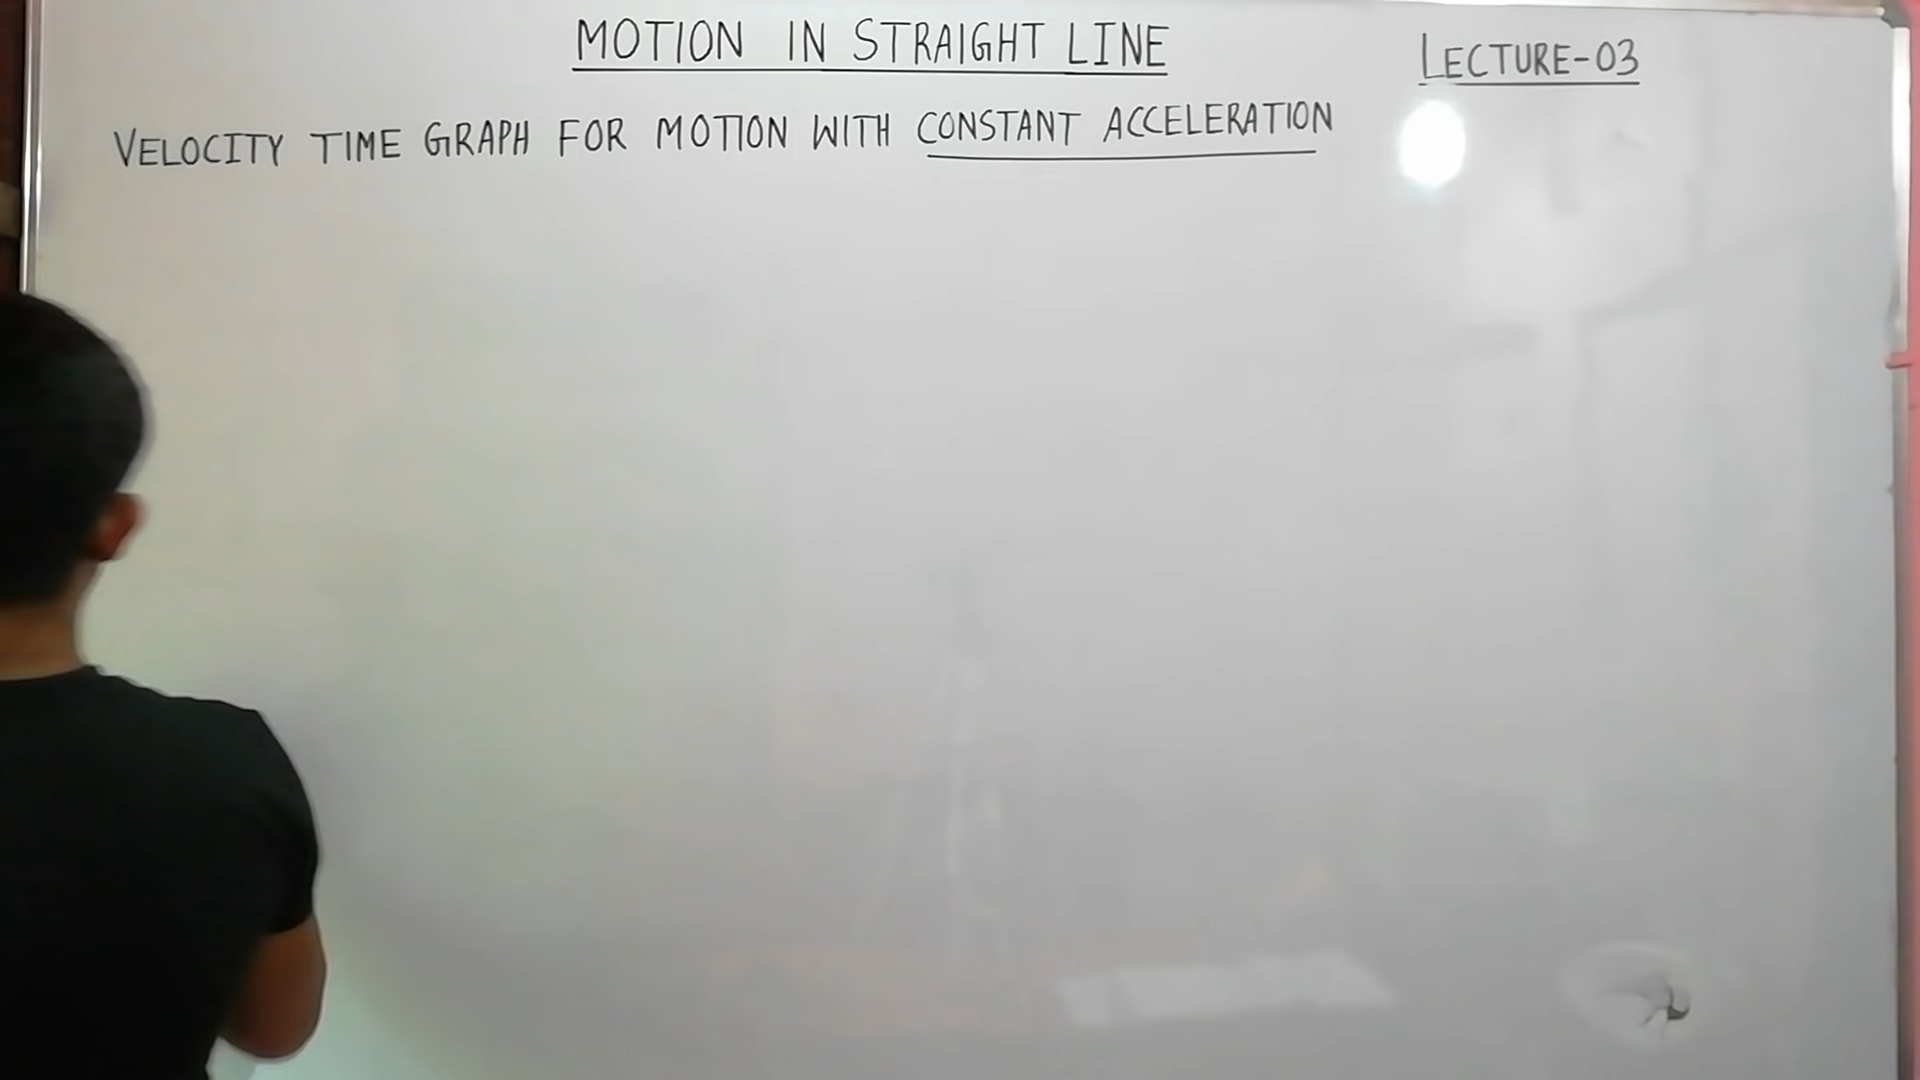 MOTION IN STRAIGHT LINE
LECTURE-03
VELOCITY TIME GRAPH FOR MOTION WITH CONSTANT ACCELERATION